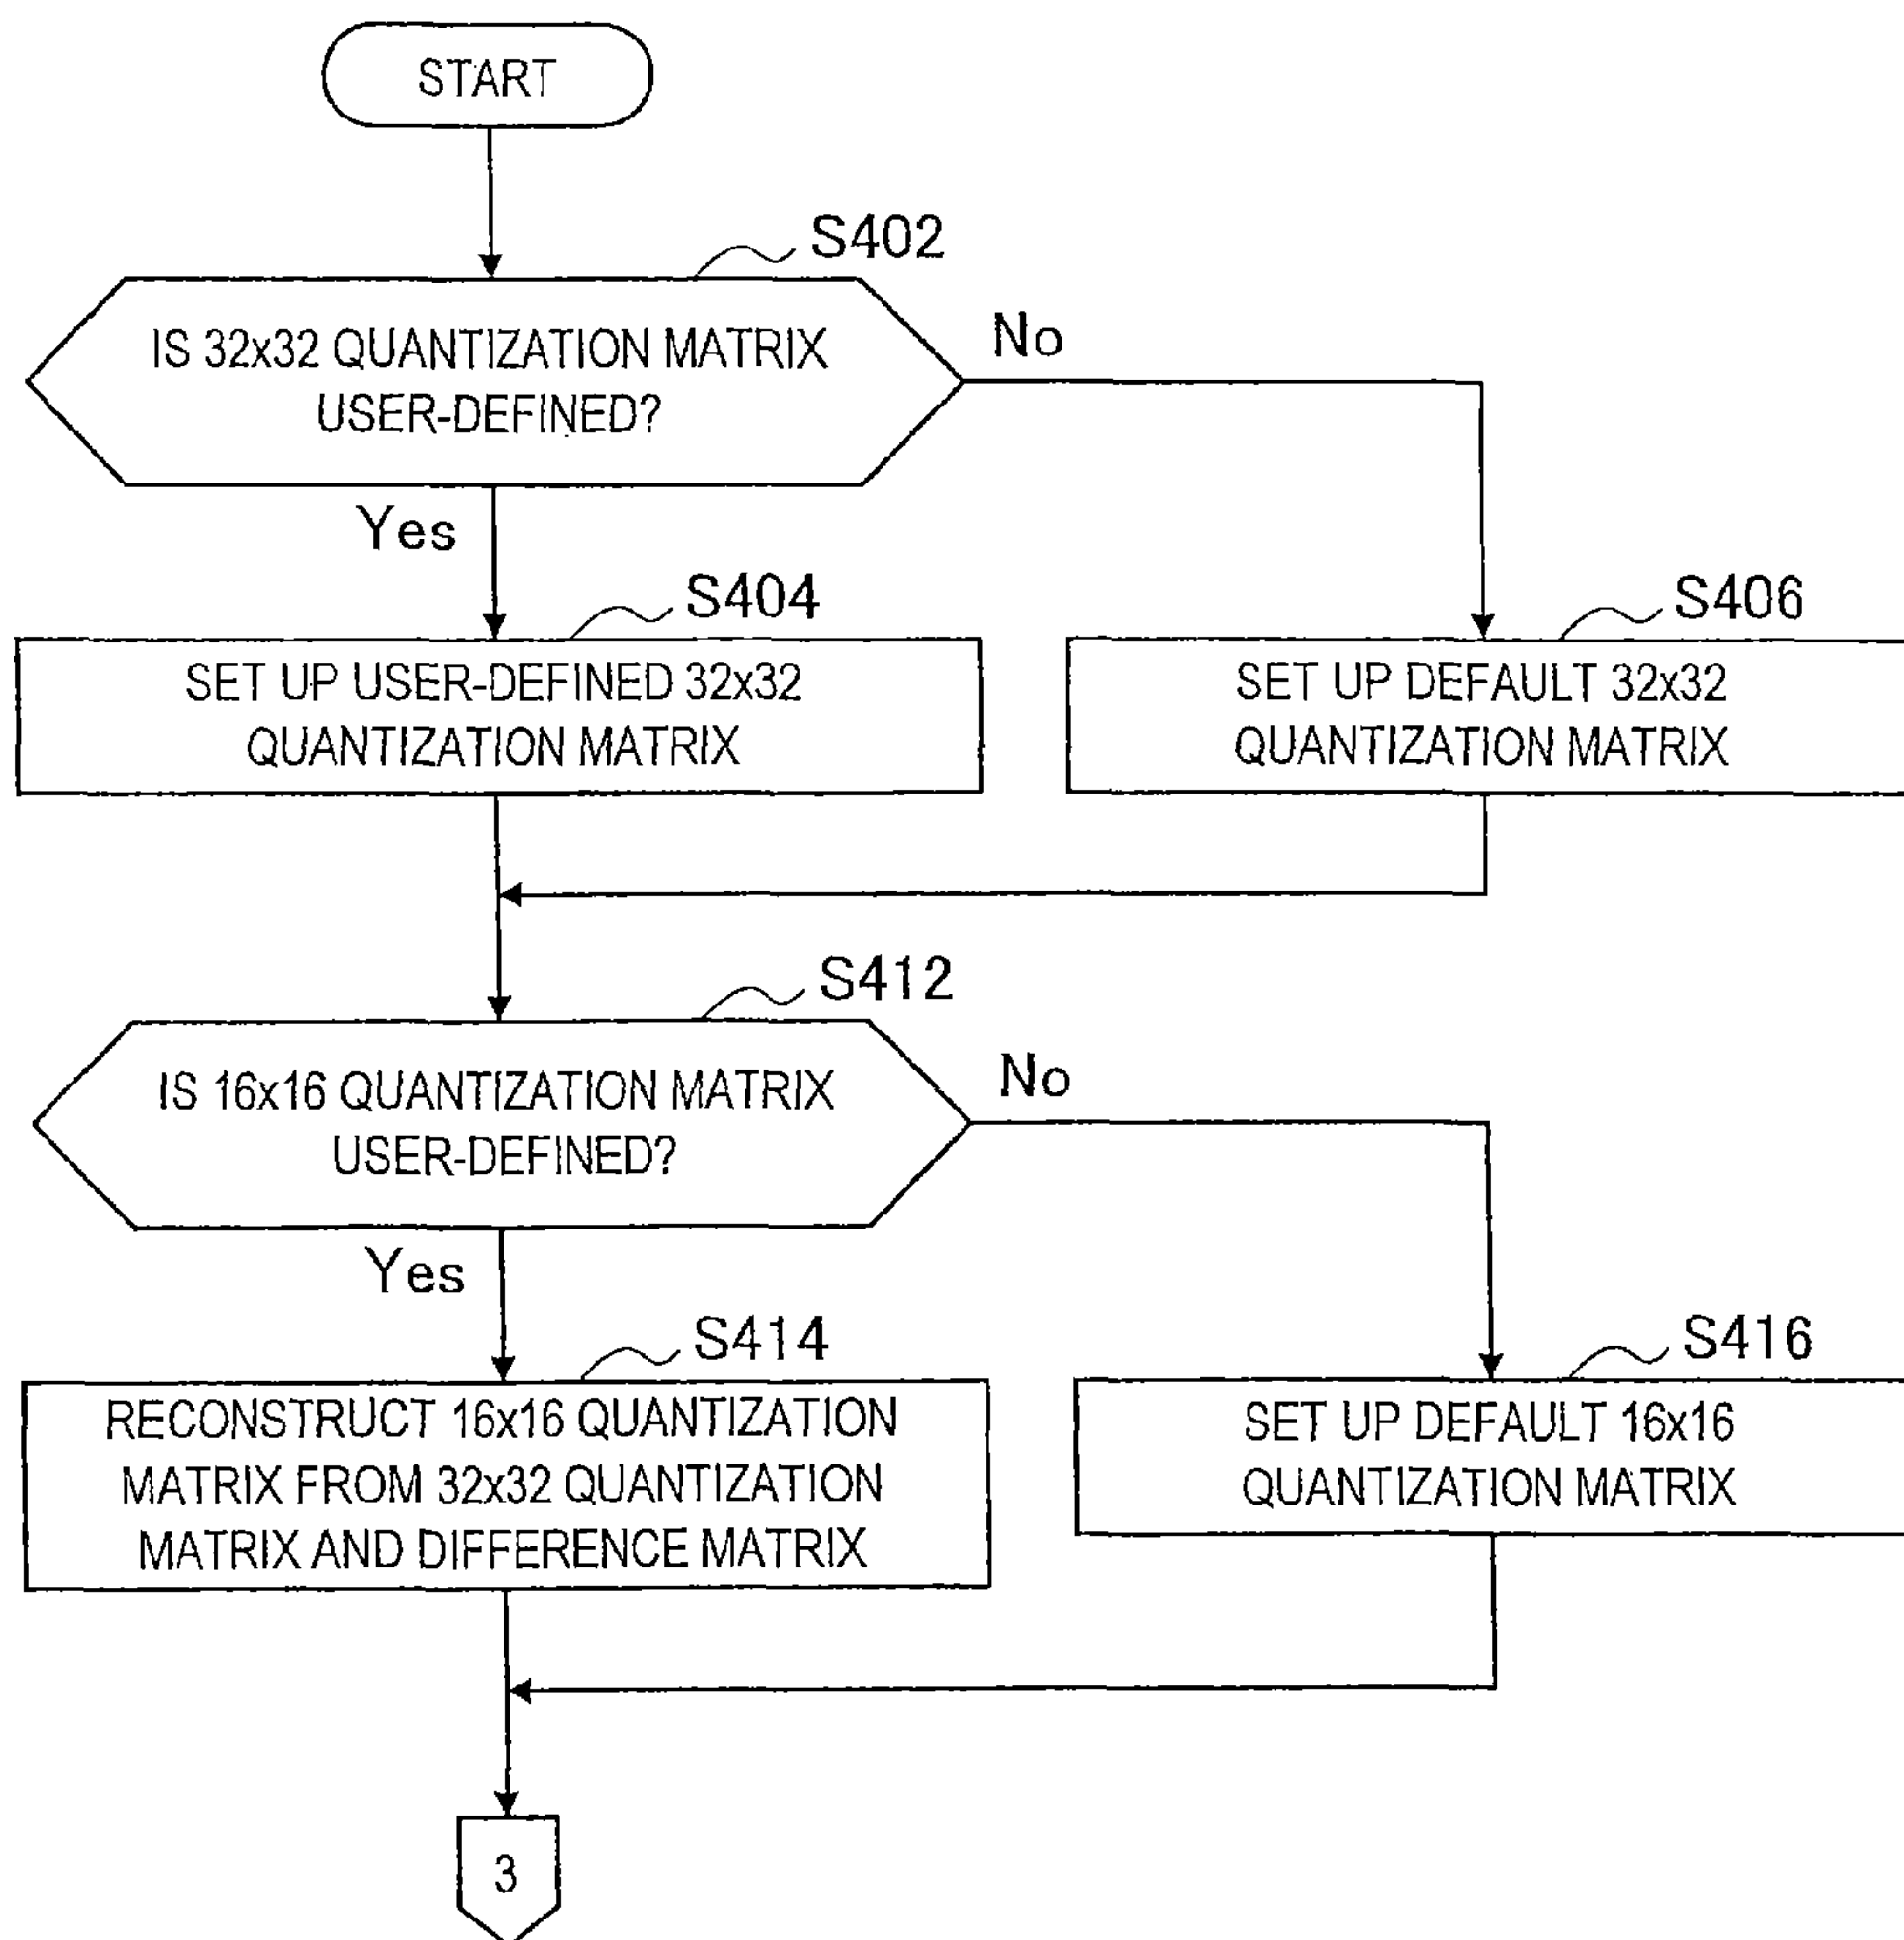 START
S402
IS 32x32 QUANTIZATION MATRIX
USER-DEFINED?
No
Yes
S404
SET UP USER-DEFINED 32x32
QUANTIZATION MATRIX
S406
SET UP DEFAULT 32x32
QUANTIZATION MATRIX
S412
IS 16x16 QUANTIZATION MATRIX
USER-DEFINED?
No
Yes
S414
RECONSTRUCT 16x16 QUANTIZATION
MATRIX FROM 32x32 QUANTIZATION
MATRIX AND DIFFERENCE MATRIX
S416
SET UP DEFAULT 16x16
QUANTIZATION MATRIX
3